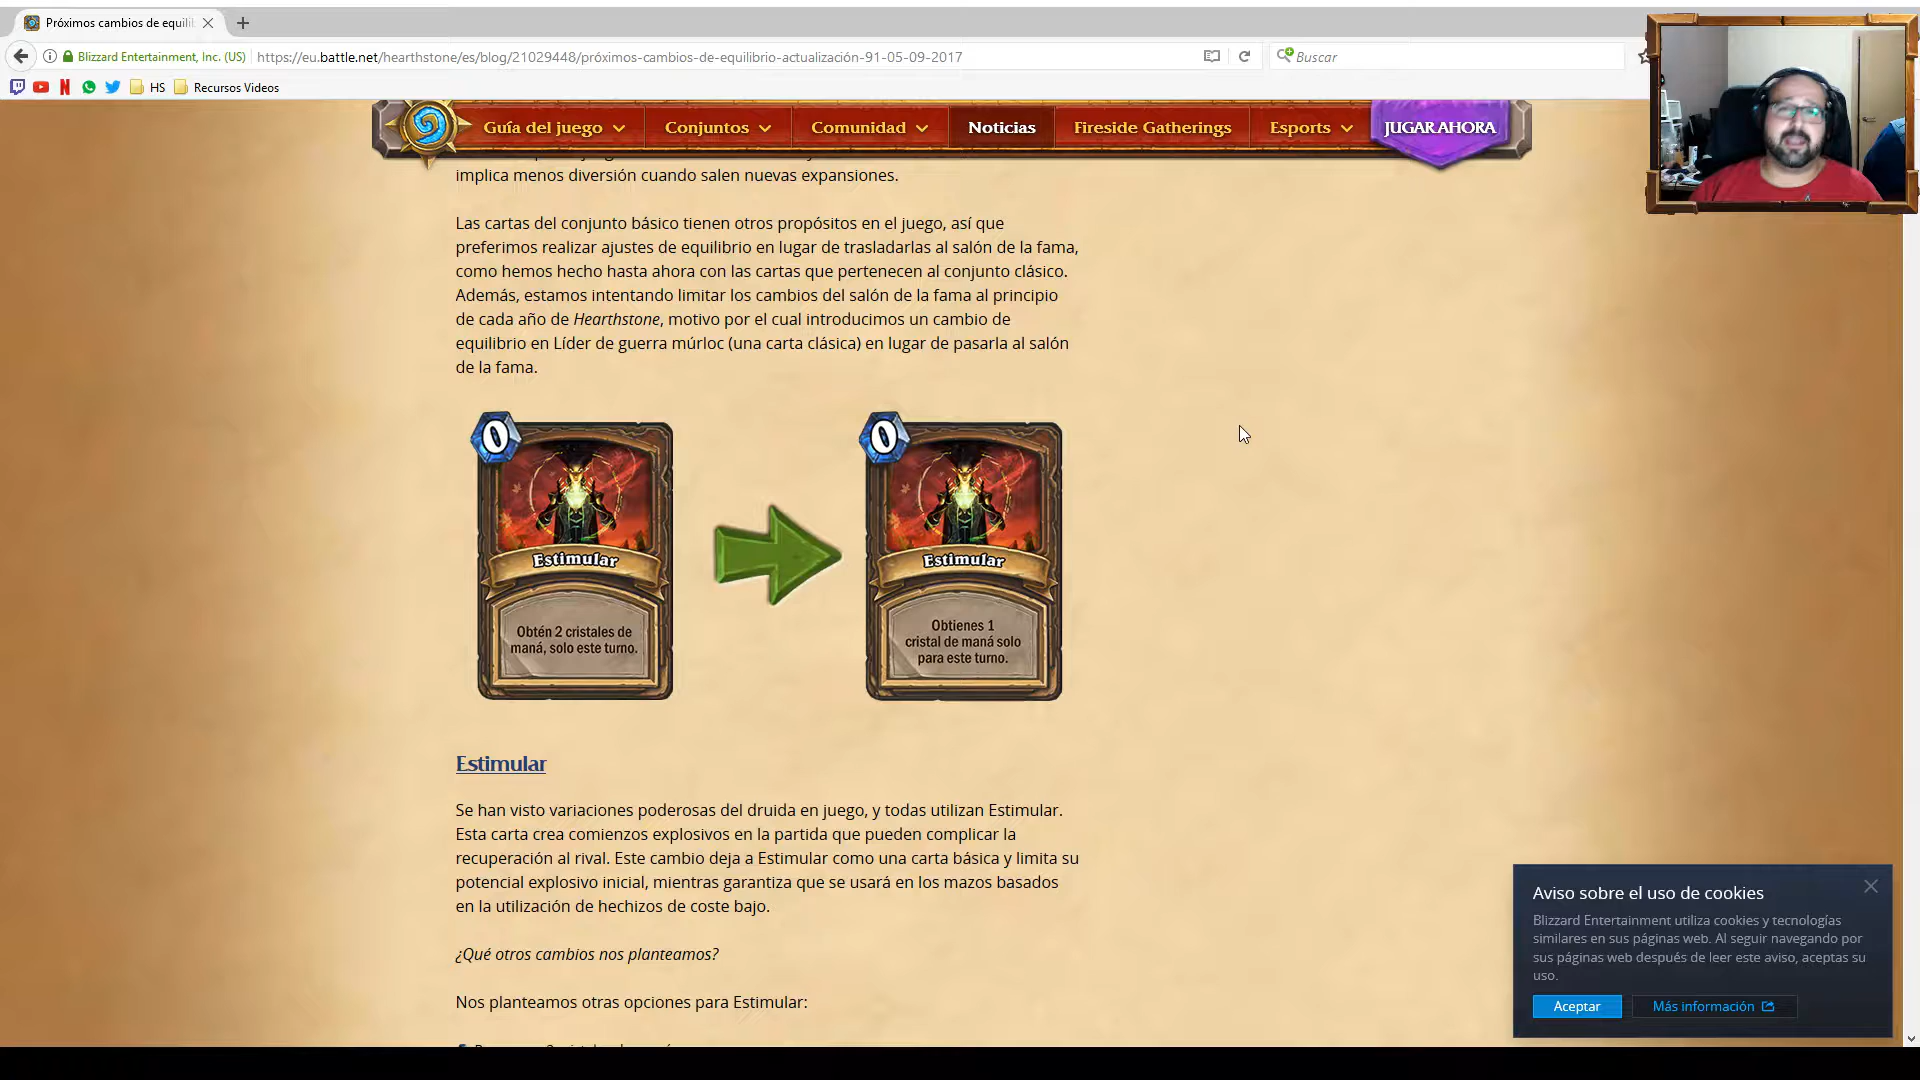 Próximos cambios de equili
Blizzard Entertainment, Inc. (US)
https://eu.battle.net/hearthstone/es/blog/21029448/próximos-cambios-de-equilibrio-actualización-91-05-09-2017
Buscar
HS
Recursos Videos
Guía del juego
Conjuntos
Comunidad
Noticias
Fireside Gatherings
Esports
JUGAR AHORA
implica menos diversión cuando salen nuevas expansiones.
Las cartas del conjunto básico tienen otros propósitos en el juego, así que
preferimos realizar ajustes de equilibrio en lugar de trasladarlas al salón de la fama,
como hemos hecho hasta ahora con las cartas que pertenecen al conjunto clásico.
Además, estamos intentando limitar los cambios del salón de la fama al principio
de cada año de Hearthstone, motivo por el cual introducimos un cambio de
equilibrio en Líder de guerra múrloc (una carta clásica) en lugar de pasarla al salón
de la fama.
0
Estimular
Obtén 2 cristales de
maná, solo este turno.
0
Estimular
Obtienes 1
cristal de maná solo
para este turno.
Estimular
Se han visto variaciones poderosas del druida en juego, y todas utilizan Estimular.
Esta carta crea comienzos explosivos en la partida que pueden complicar la
recuperación al rival. Este cambio deja a Estimular como una carta básica y limita su
potencial explosivo inicial, mientras garantiza que se usará en los mazos basados
en la utilización de hechizos de coste bajo.
¿Qué otros cambios nos planteamos?
Nos planteamos otras opciones para Estimular:
Aviso sobre el uso de cookies
Blizzard Entertainment utiliza cookies y tecnologías
similares en sus páginas web. Al seguir navegando por
sus páginas web después de leer este aviso, aceptas su
uso.
Aceptar
Más información